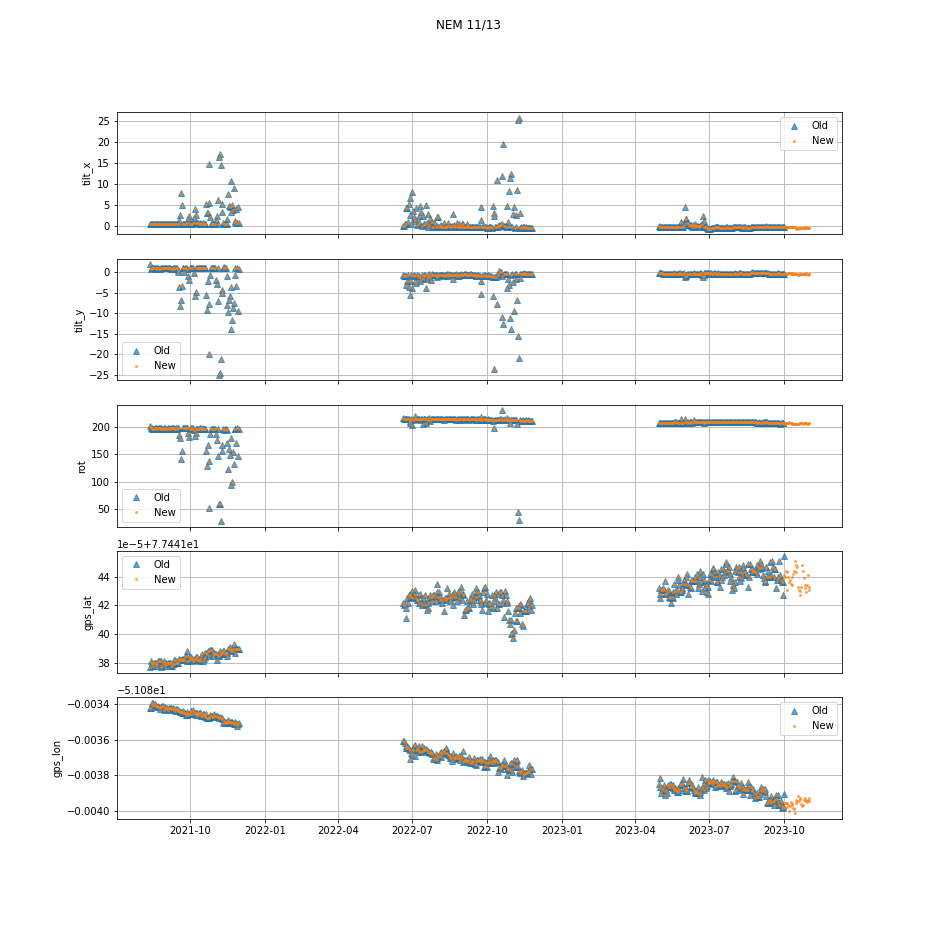 NEM 11/13
25
20
15
10
5
0
tilt_x
Old
New
0
−5
−10
−15
−20
−25
tilt_y
Old
New
200
150
100
50
rot
Old
New
1e−5+7.7441e1
44
42
40
38
gps_lat
Old
New
−5.108e1
−0.0034
−0.0036
−0.0038
−0.0040
gps_lon
Old
New
2021-10 2022-01 2022-04 2022-07 2022-10 2023-01 2023-04 2023-07 2023-10